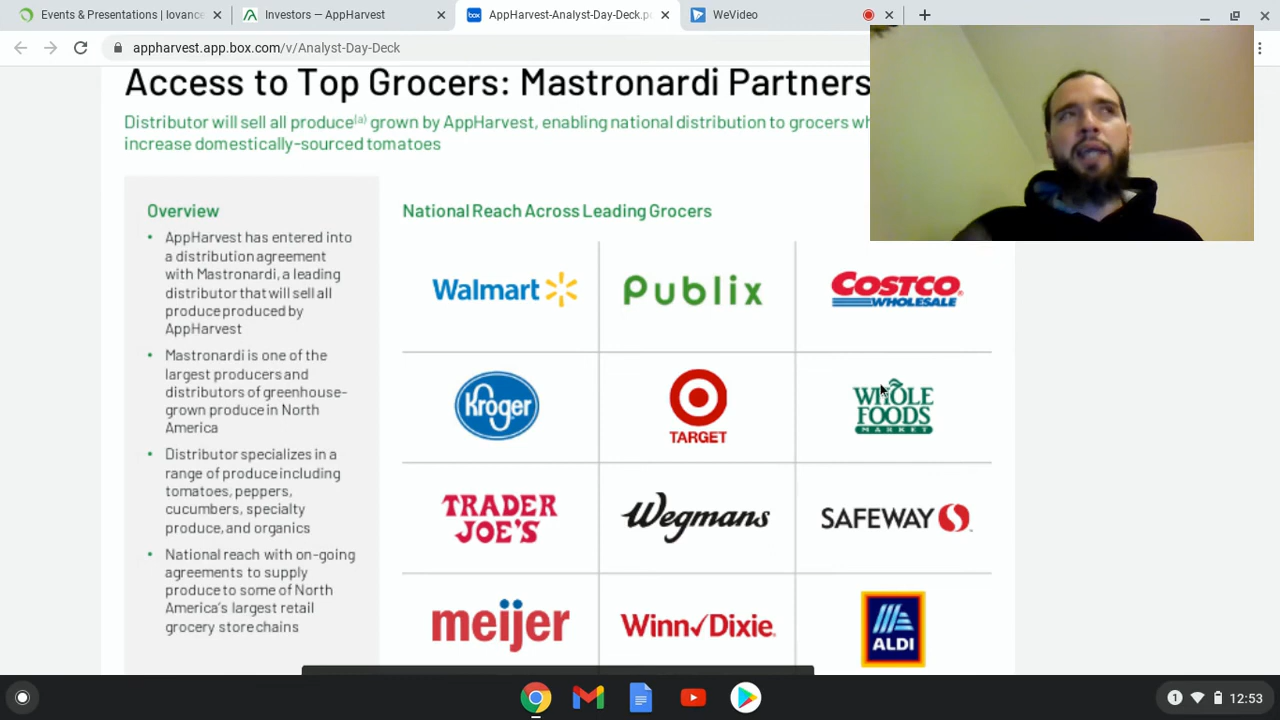 Events & Presentations | Iovance
Investors — AppHarvest
AppHarvest-Analyst-Day-Deck.p
WeVideo
appharvest.app.box.com/v/Analyst-Day-Deck
Access to Top Grocers: Mastronardi Partners
Distributor will sell all produce(a) grown by AppHarvest, enabling national distribution to grocers
increase domestically-sourced tomatoes
Overview
• AppHarvest has entered into
a distribution agreement
with Mastronardi, a leading
distributor that will sell all
produce produced by
AppHarvest
• Mastronardi is one of the
largest producers and
distributors of greenhouse-
grown produce in North
America
• Distributor specializes in a
range of produce including
tomatoes, peppers,
cucumbers, specialty
produce, and organics
• National reach with on-going
agreements to supply
produce to some of North
America's largest retail
grocery store chains
National Reach Across Leading Grocers
Walmart
Publix
COSTCO
WHOLESALE
Kroger
TARGET
WHOLE
FOODS
MARKET
TRADER
JOE'S
Wegmans
SAFEWAY
meijer
Winn Dixie
ALDI
1
12:53